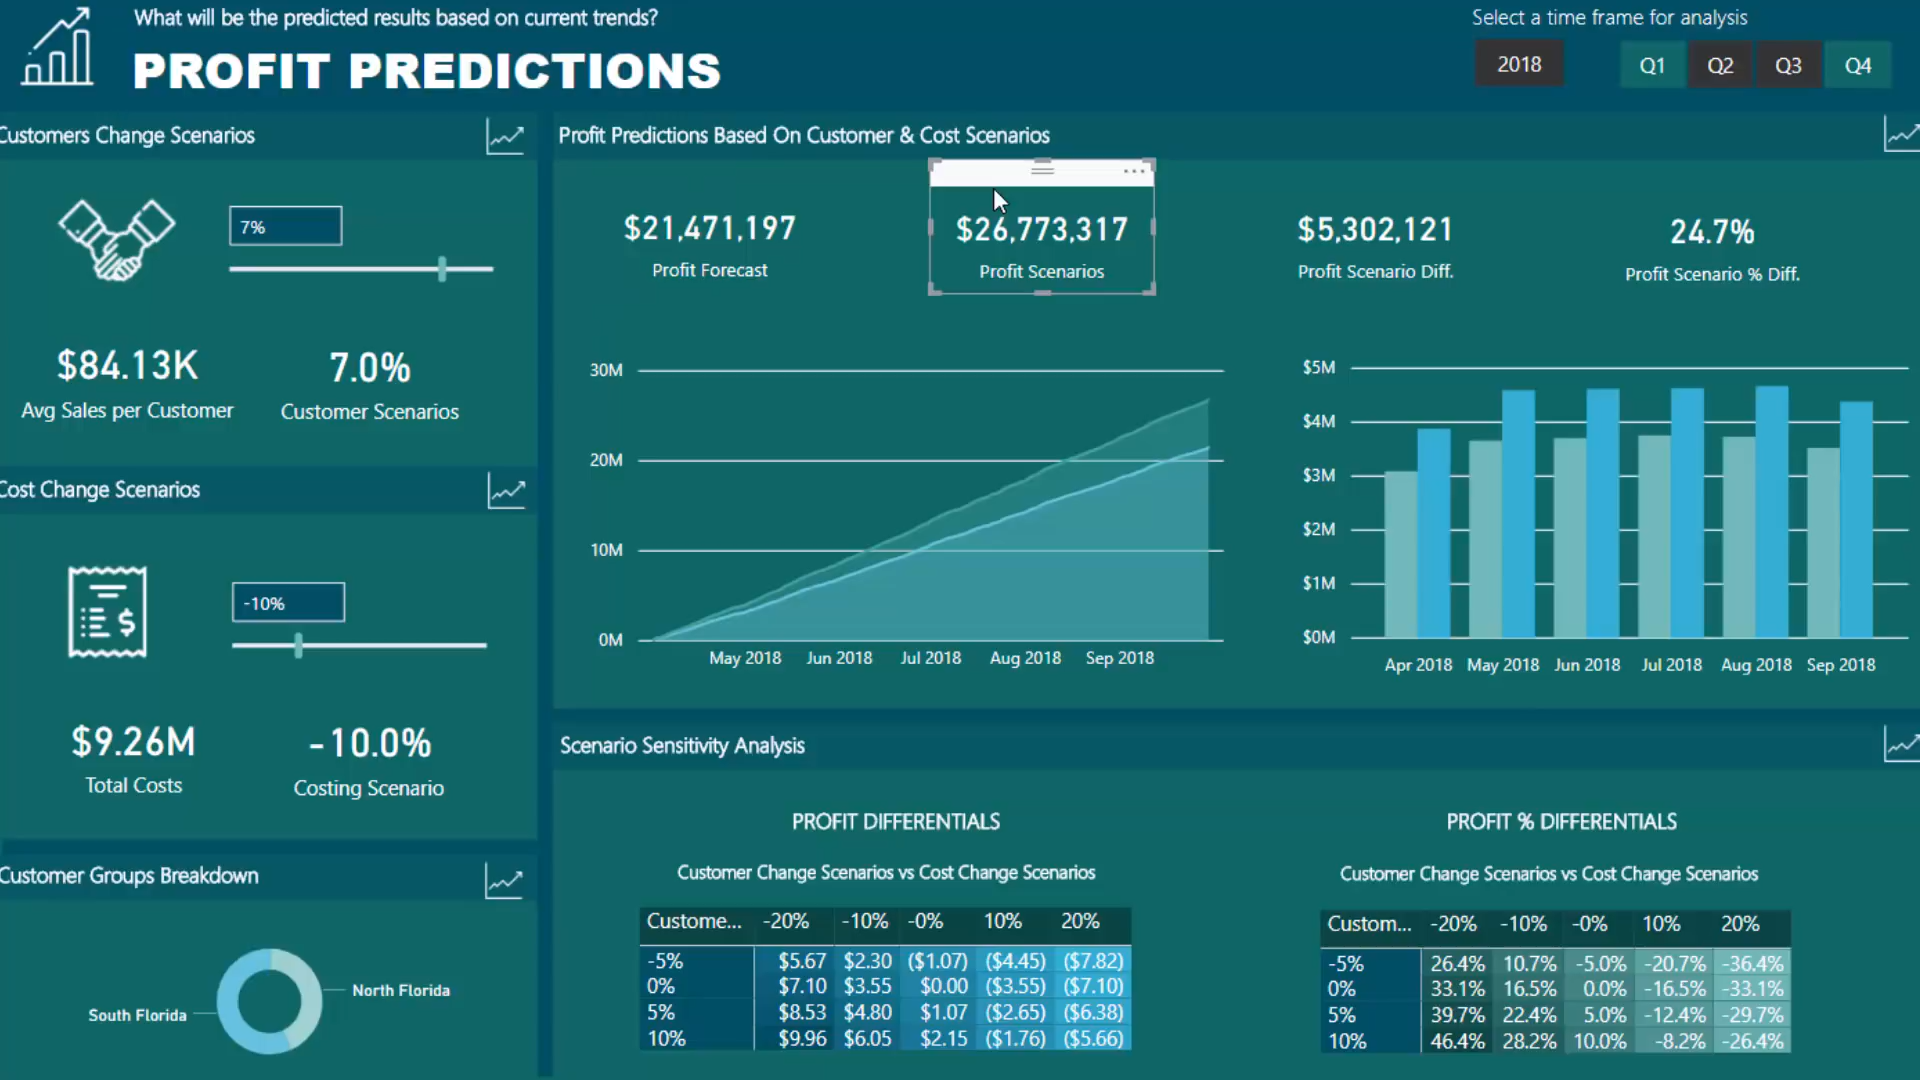 What will be the predicted results based on current trends?
PROFIT PREDICTIONS
Select a time frame for analysis
2018
Q1 Q2 Q3 Q4
Customers Change Scenarios
7%
$84.13K 7.0%
Avg Sales per Customer Customer Scenarios
Cost Change Scenarios
-10%
$9.26M -10.0%
Total Costs Costing Scenario
Customer Groups Breakdown
North Florida
South Florida
Profit Predictions Based On Customer & Cost Scenarios
$21,471,197 $26,773,317 $5,302,121 24.7%
Profit Forecast Profit Scenarios Profit Scenario Diff. Profit Scenario % Diff.
30M
20M
10M
0M
May 2018 Jun 2018 Jul 2018 Aug 2018 Sep 2018
$5M
$4M
$3M
$2M
$1M
$0M
Apr 2018 May 2018 Jun 2018 Jul 2018 Aug 2018 Sep 2018
Scenario Sensitivity Analysis
PROFIT DIFFERENTIALS
Customer Change Scenarios vs Cost Change Scenarios
Custome... -20% -10% -0% 10% 20%
-5% $5.67 $2.30 ($1.07) ($4.45) ($7.82)
0% $7.10 $3.55 $0.00 ($3.55) ($7.10)
5% $8.53 $4.80 $1.07 ($2.65) ($6.38)
10% $9.96 $6.05 $2.15 ($1.76) ($5.66)
PROFIT % DIFFERENTIALS
Customer Change Scenarios vs Cost Change Scenarios
Custom... -20% -10% -0% 10% 20%
-5% 26.4% 10.7% -5.0% -20.7% -36.4%
0% 33.1% 16.5% 0.0% -16.5% -33.1%
5% 39.7% 22.4% 5.0% -12.4% -29.7%
10% 46.4% 28.2% 10.0% -8.2% -26.4%